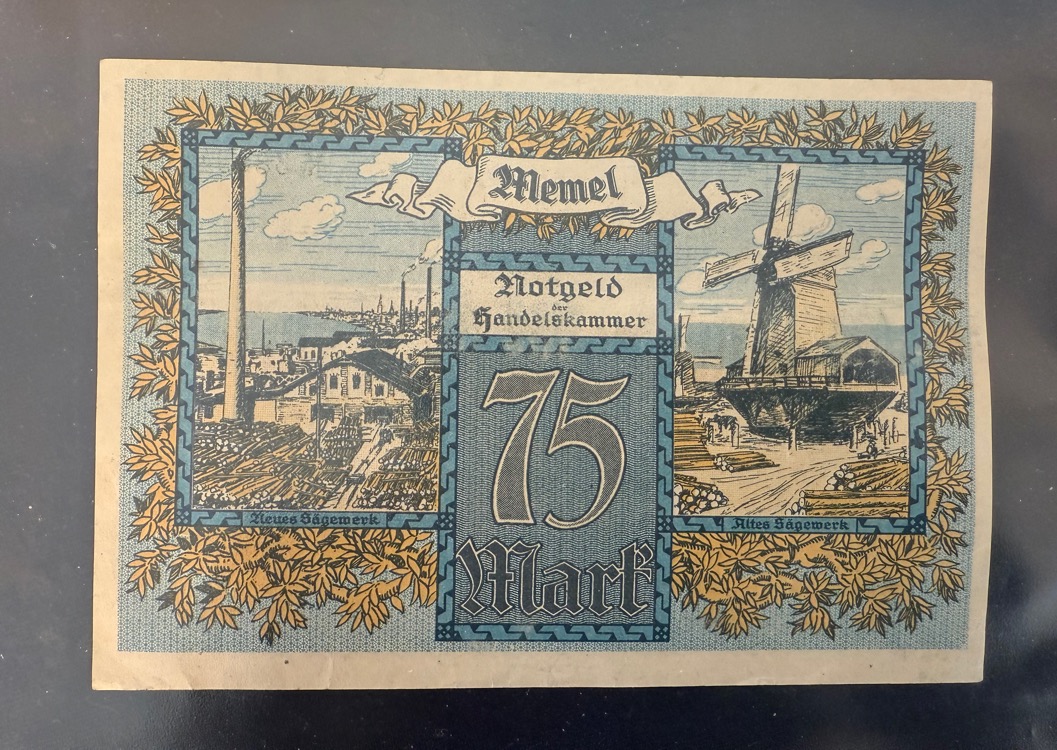 Memel
Notgeld
der
Handelskammer
75
Mark
Neues Sägewerk
Altes Sägewerk